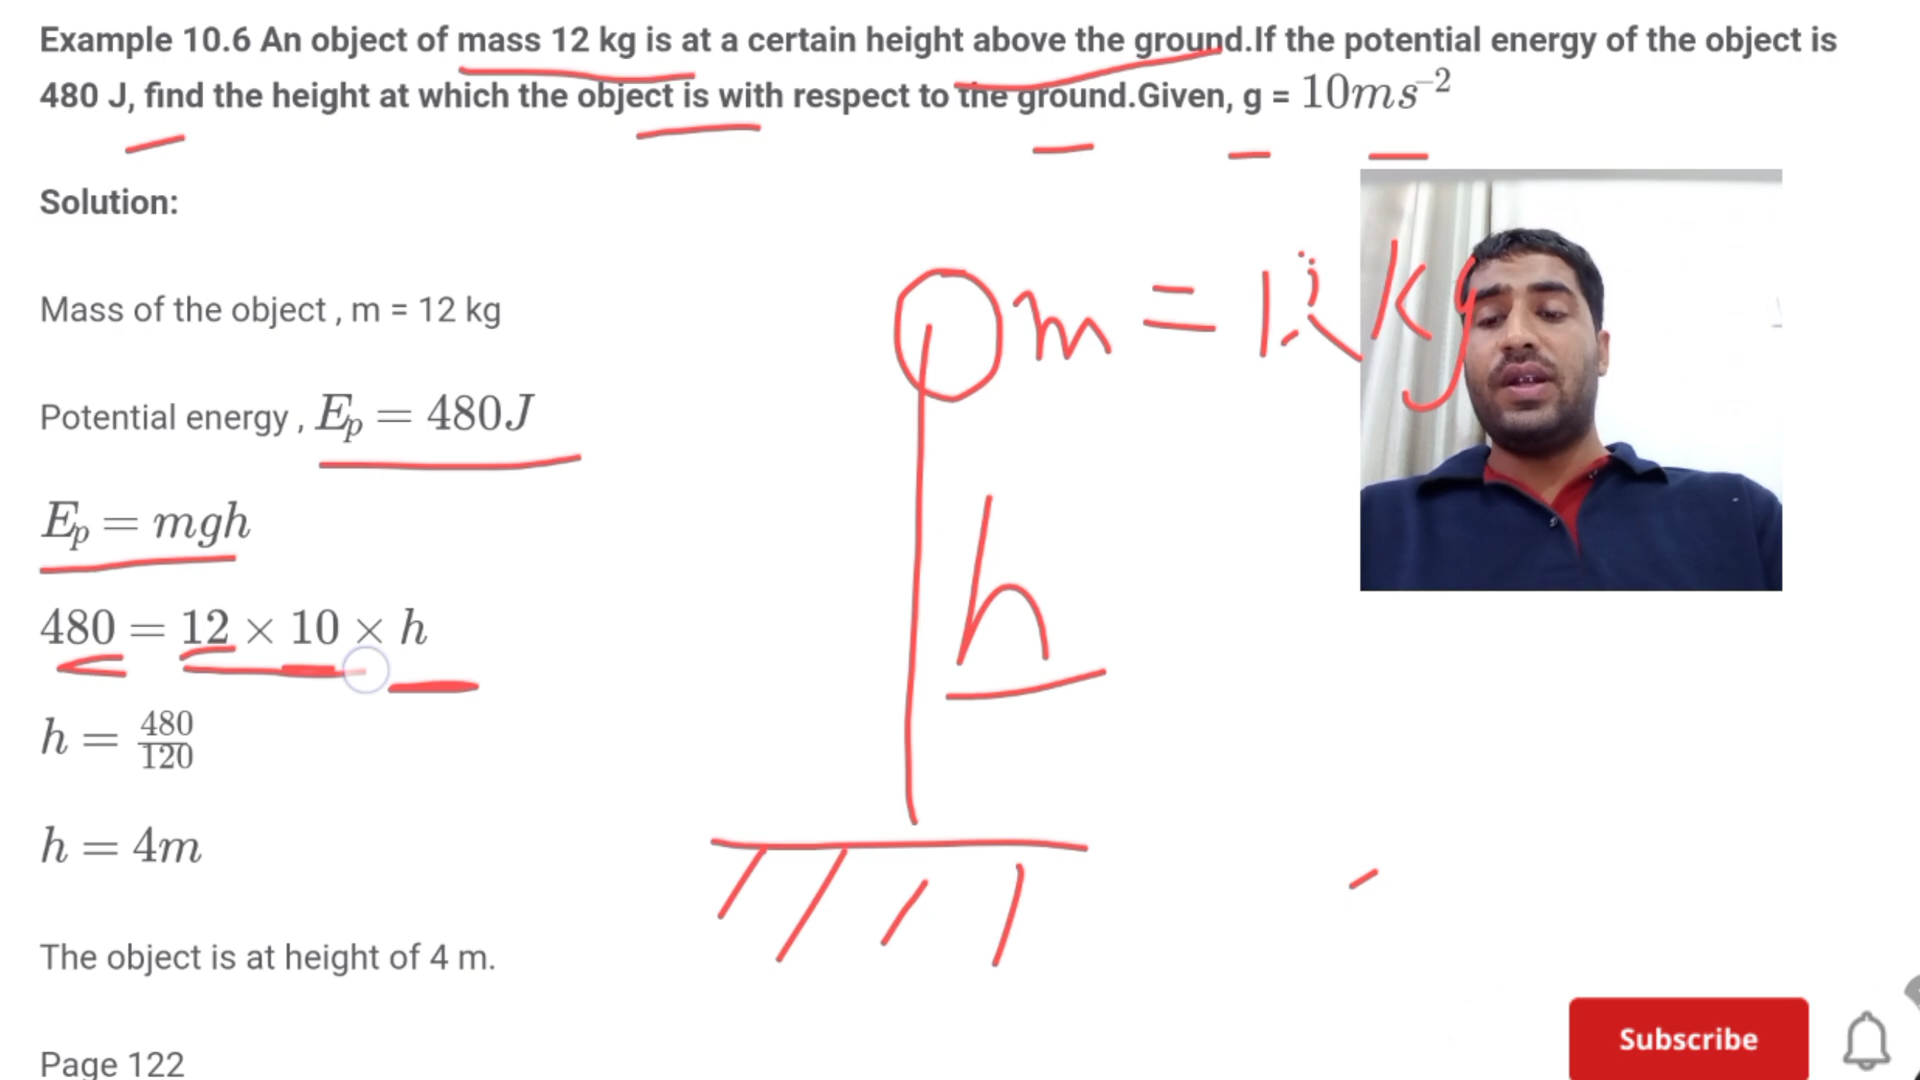 Example 10.6 An object of mass 12 kg is at a certain height above the ground.If the potential energy of the object is
480 J, find the height at which the object is with respect to the ground.Given, g = 10ms⁻²
Solution:
Mass of the object , m = 12 kg
m = 12 kg
Potential energy , Eₚ = 480J
Eₚ = mgh
h
480 = 12 × 10 × h
h = 480/120
h = 4m
The object is at height of 4 m.
Subscribe
Page 122